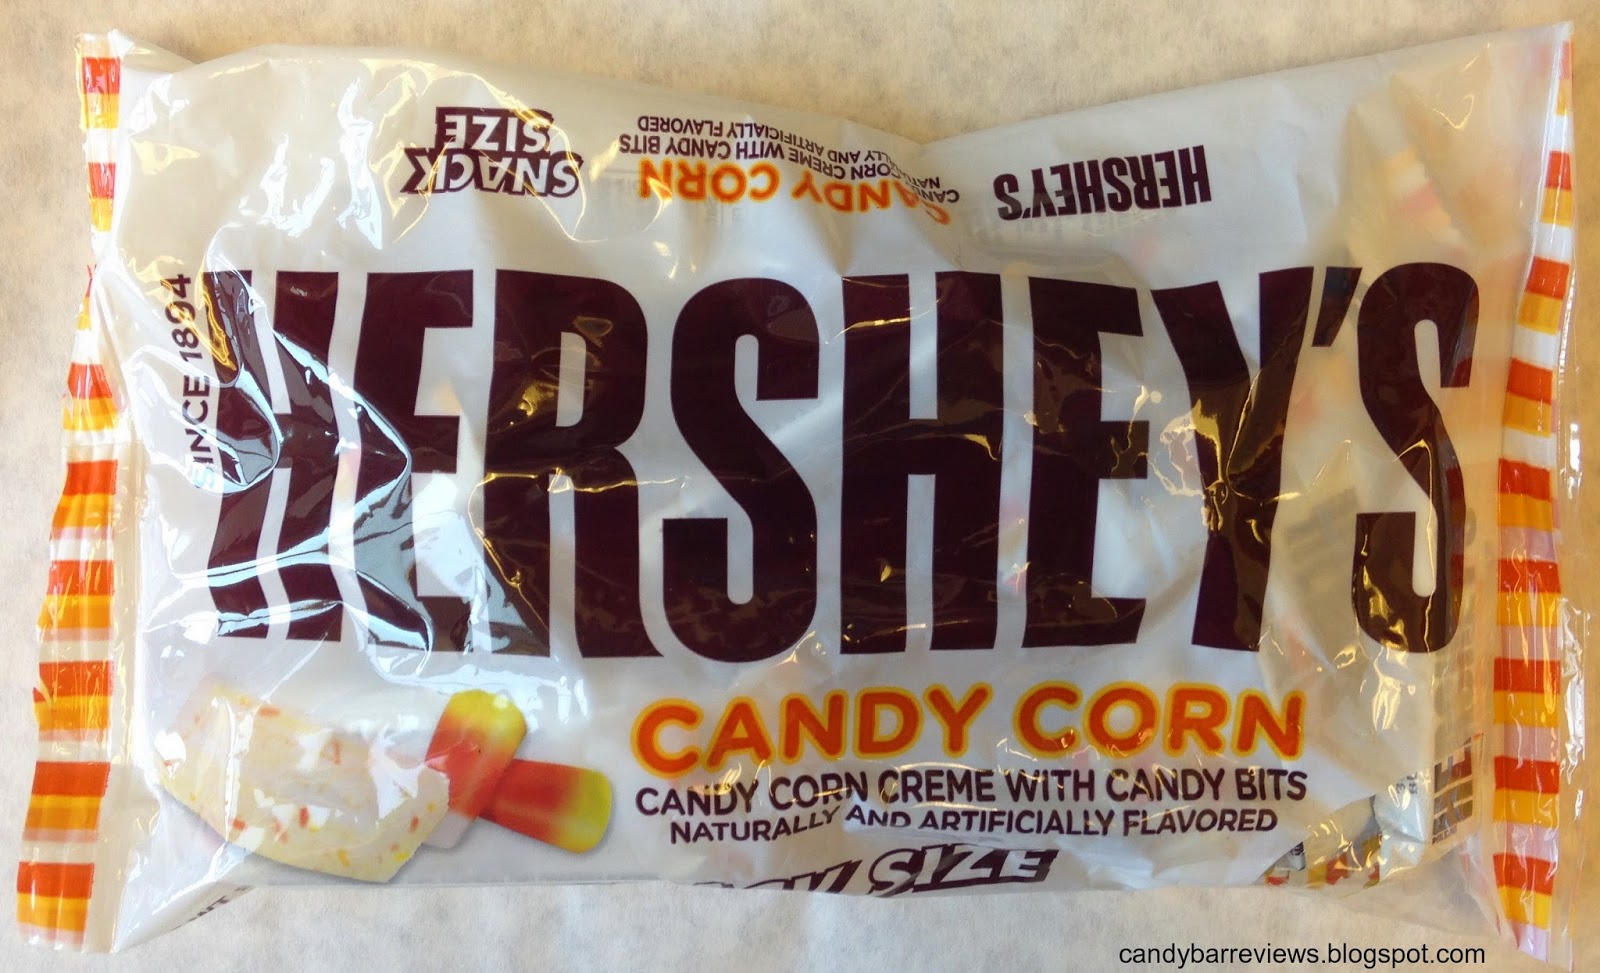 SNACK
SIZE
CANDY CORN
CANDY CORN CREME WITH CANDY BITS
NATURALLY AND ARTIFICIALLY FLAVORED
HERSHEY'S
SINCE 1894
HERSHEY'S
CANDY CORN
CANDY CORN CREME WITH CANDY BITS
NATURALLY AND ARTIFICIALLY FLAVORED
SIZE
candybarreviews.blogspot.com